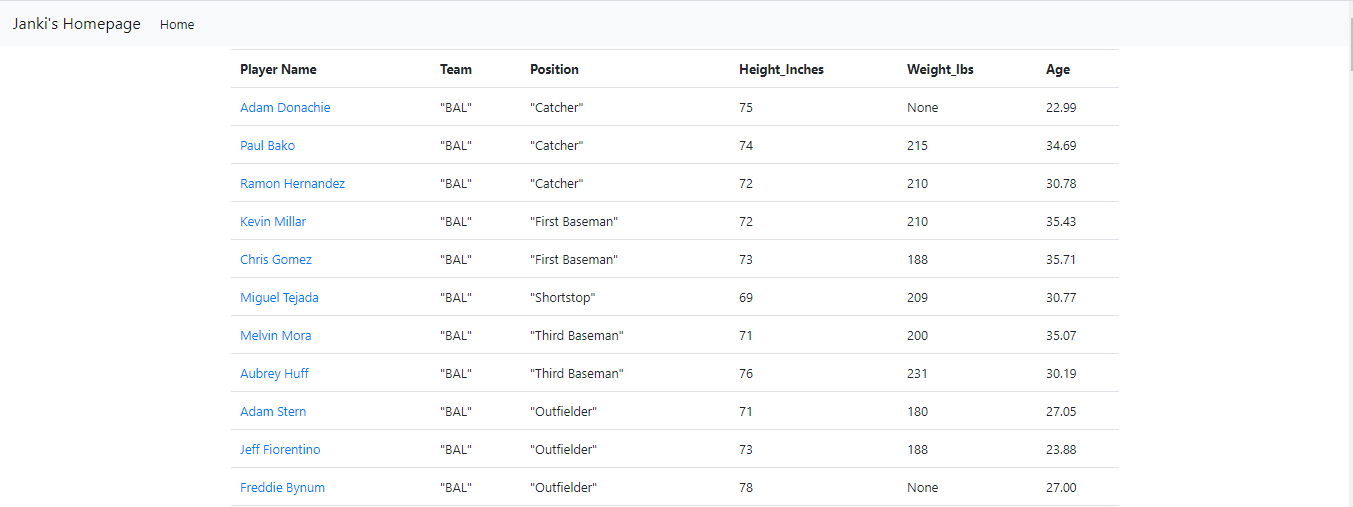 Janki's Homepage Home
Player Name Team Position Height_Inches Weight_lbs Age
Adam Donachie "BAL" "Catcher" 75 None 22.99
Paul Bako "BAL" "Catcher" 74 215 34.69
Ramon Hernandez "BAL" "Catcher" 72 210 30.78
Kevin Millar "BAL" "First Baseman" 72 210 35.43
Chris Gomez "BAL" "First Baseman" 73 188 35.71
Miguel Tejada "BAL" "Shortstop" 69 209 30.77
Melvin Mora "BAL" "Third Baseman" 71 200 35.07
Aubrey Huff "BAL" "Third Baseman" 76 231 30.19
Adam Stern "BAL" "Outfielder" 71 180 27.05
Jeff Fiorentino "BAL" "Outfielder" 73 188 23.88
Freddie Bynum "BAL" "Outfielder" 78 None 27.00